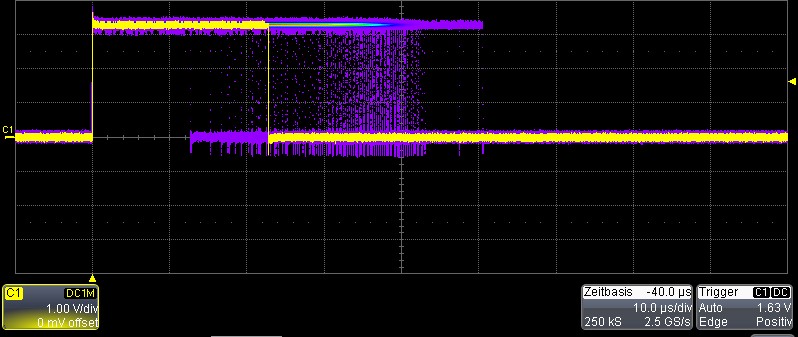 C1
C1 DC1M
1.00 V/div
0 mV offset
Zeitbasis -40.0 µs
10.0 µs/div
250 kS 2.5 GS/s
Trigger C1 DC
Auto 1.63 V
Edge Positiv